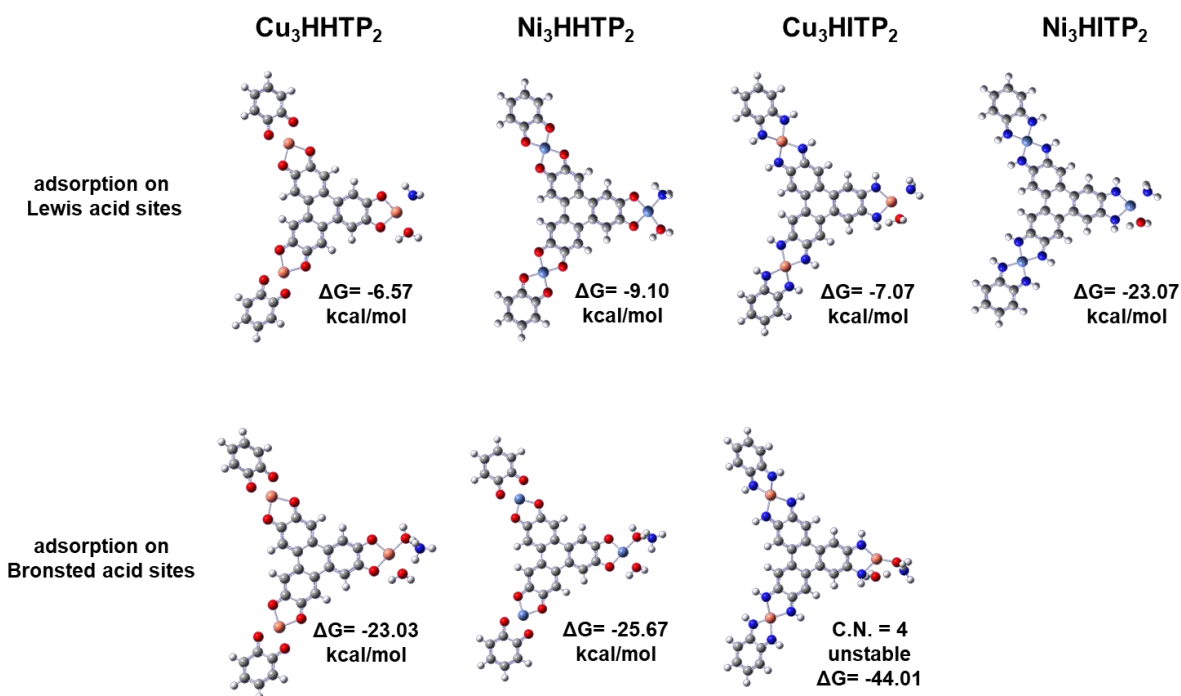 Cu₃HHTP₂ Ni₃HHTP₂ Cu₃HITP₂ Ni₃HITP₂
adsorption on
Lewis acid sites
ΔG= -6.57
kcal/mol
ΔG= -9.10
kcal/mol
ΔG= -7.07
kcal/mol
ΔG= -23.07
kcal/mol
adsorption on
Bronsted acid sites
ΔG= -23.03
kcal/mol
ΔG= -25.67
kcal/mol
C.N. = 4
unstable
ΔG= -44.01